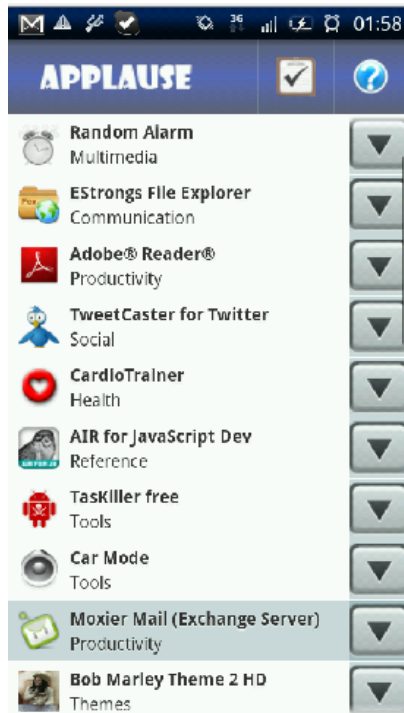 3G 01:58
APPLAUSE
Random Alarm
Multimedia
EStrongs File Explorer
Communication
Adobe® Reader®
Productivity
TweetCaster for Twitter
Social
CardioTrainer
Health
AIR for JavaScript Dev
Reference
TasKiller free
Tools
Car Mode
Tools
Moxier Mail (Exchange Server)
Productivity
Bob Marley Theme 2 HD
Themes